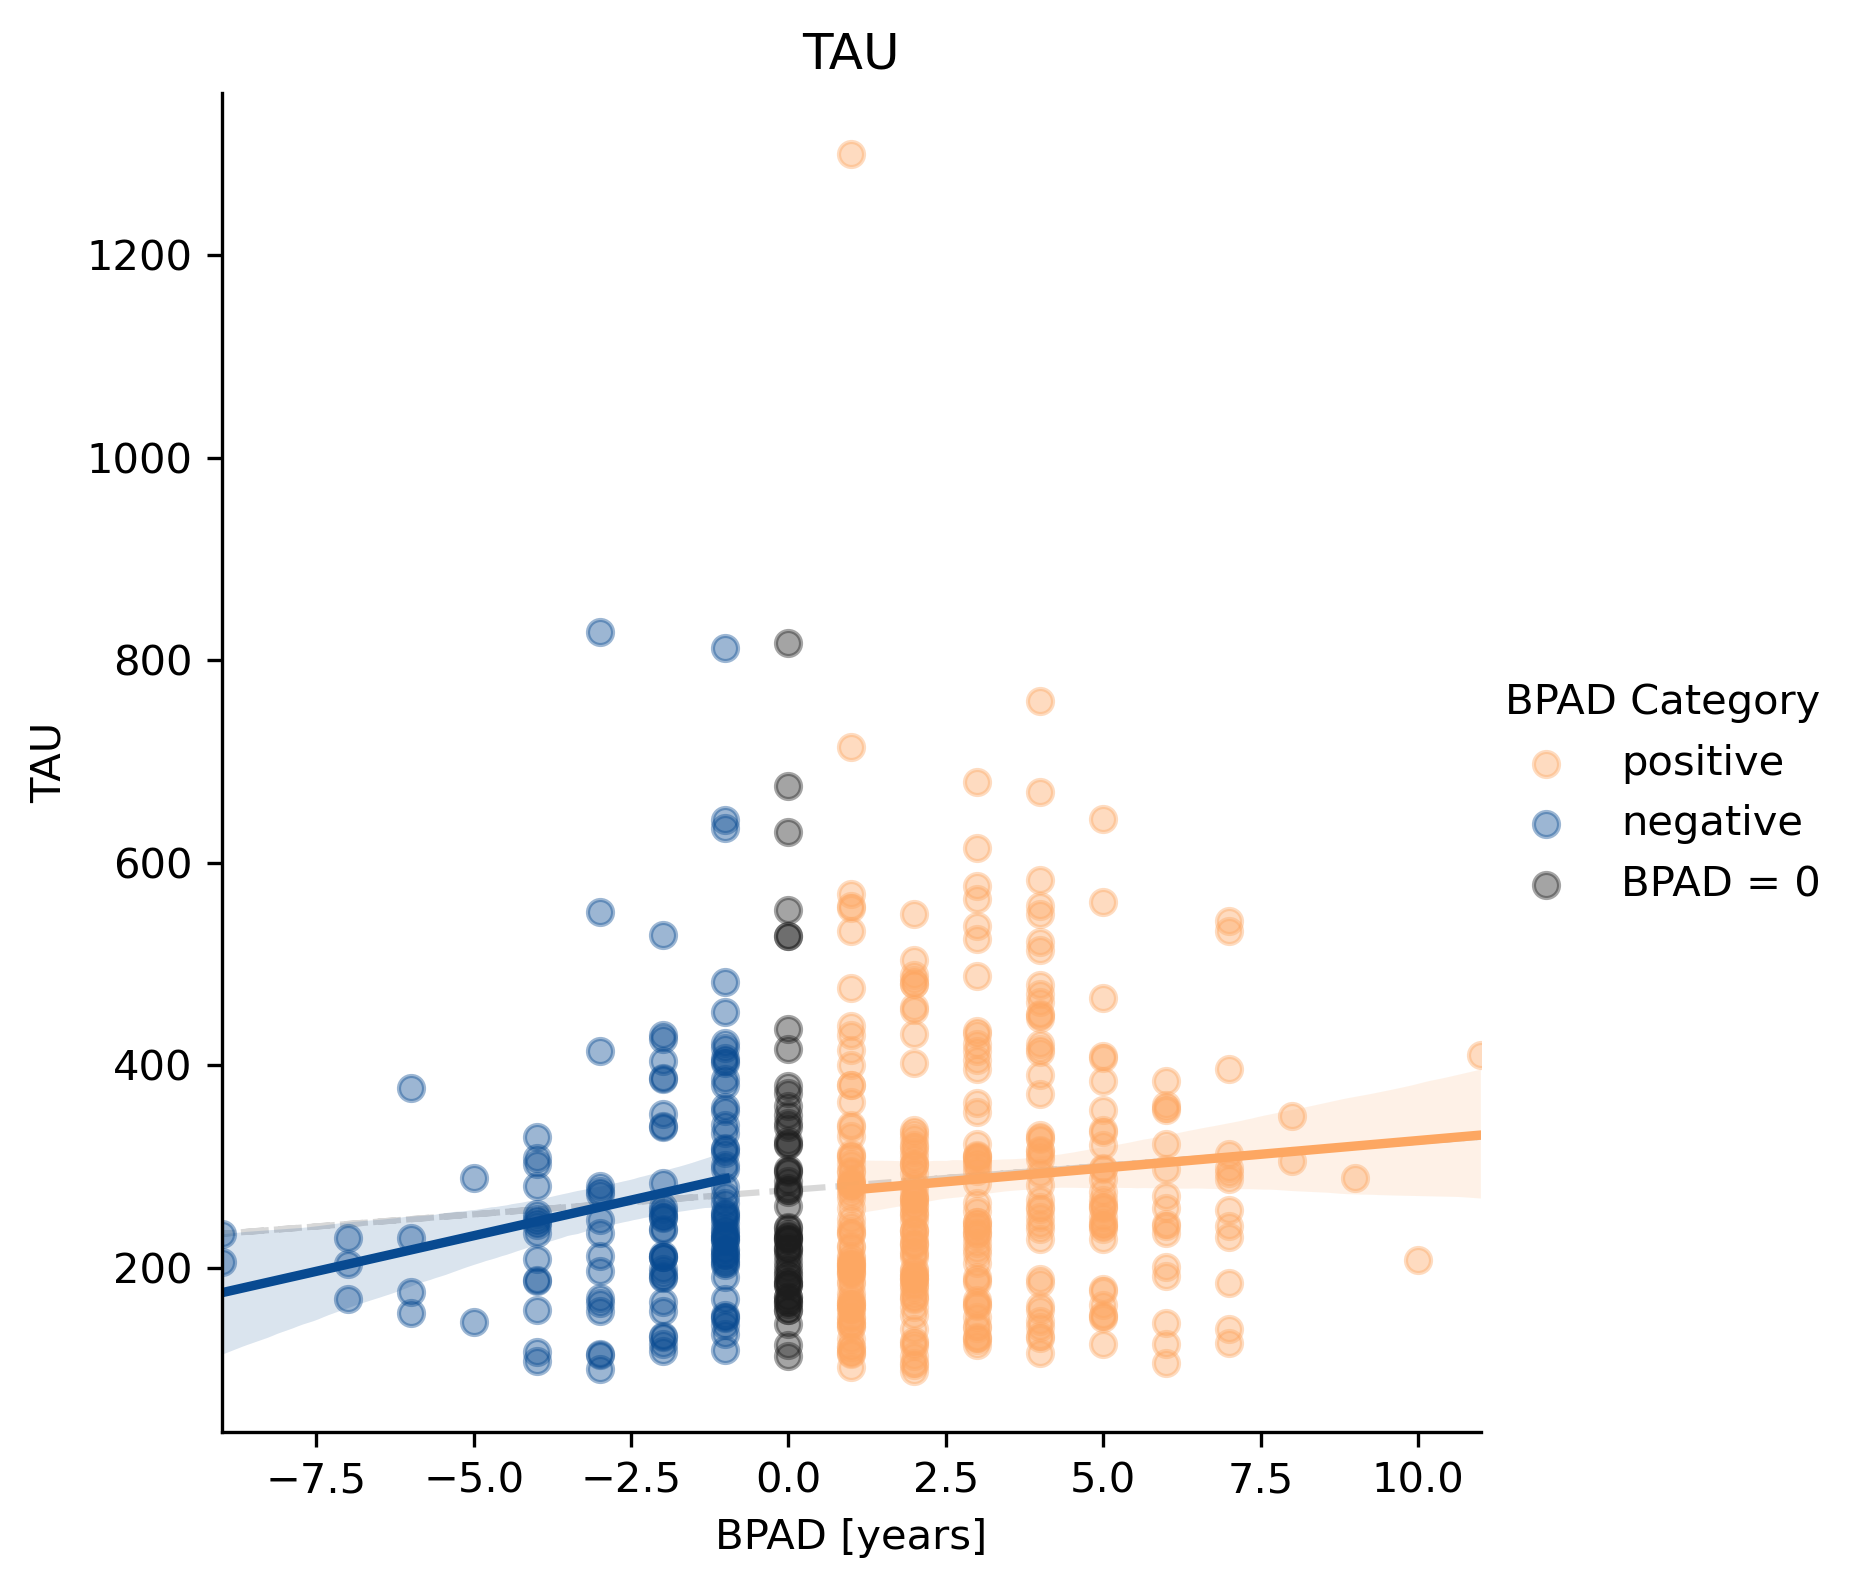 TAU
1200
1000
800
600
400
200
TAU
BPAD Category
positive
negative
BPAD = 0
−7.5 −5.0 −2.5 0.0 2.5 5.0 7.5 10.0
BPAD [years]